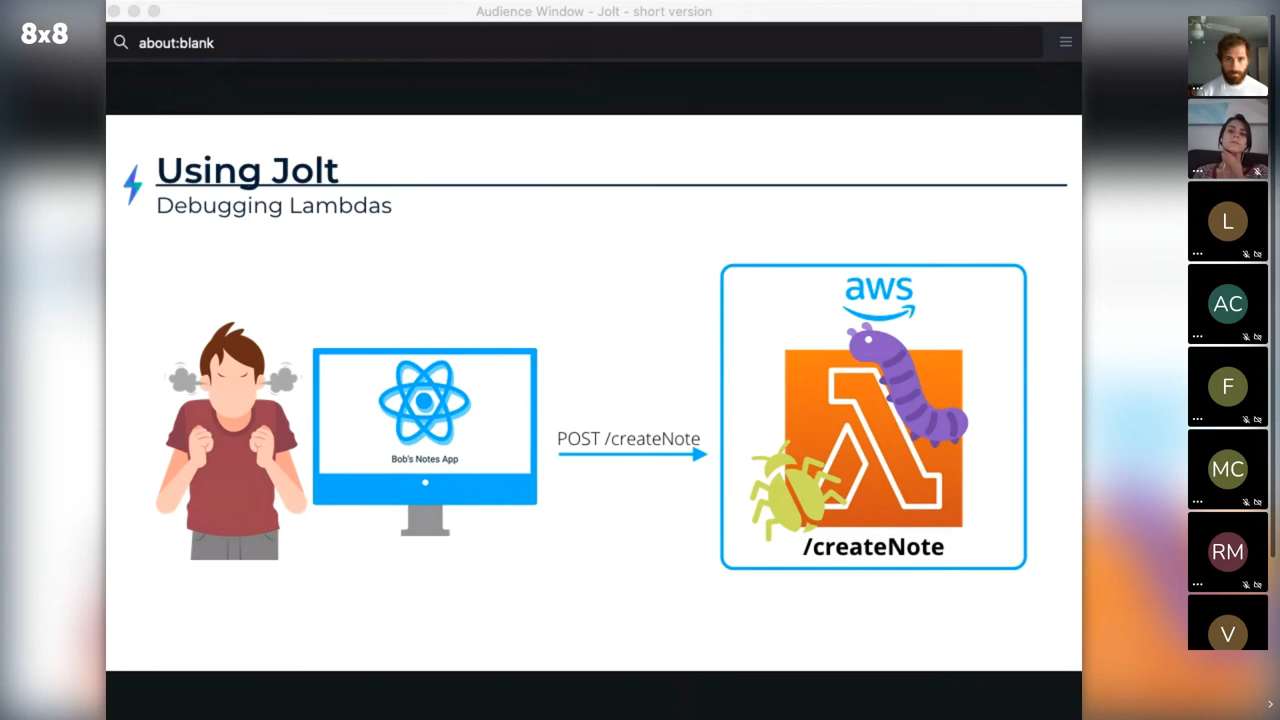 8x8
Audience Window - Jolt - short version
about:blank
Using Jolt
Debugging Lambdas
aws
POST /createNote
Bob's Notes App
/createNote
L
AC
F
MC
RM
V